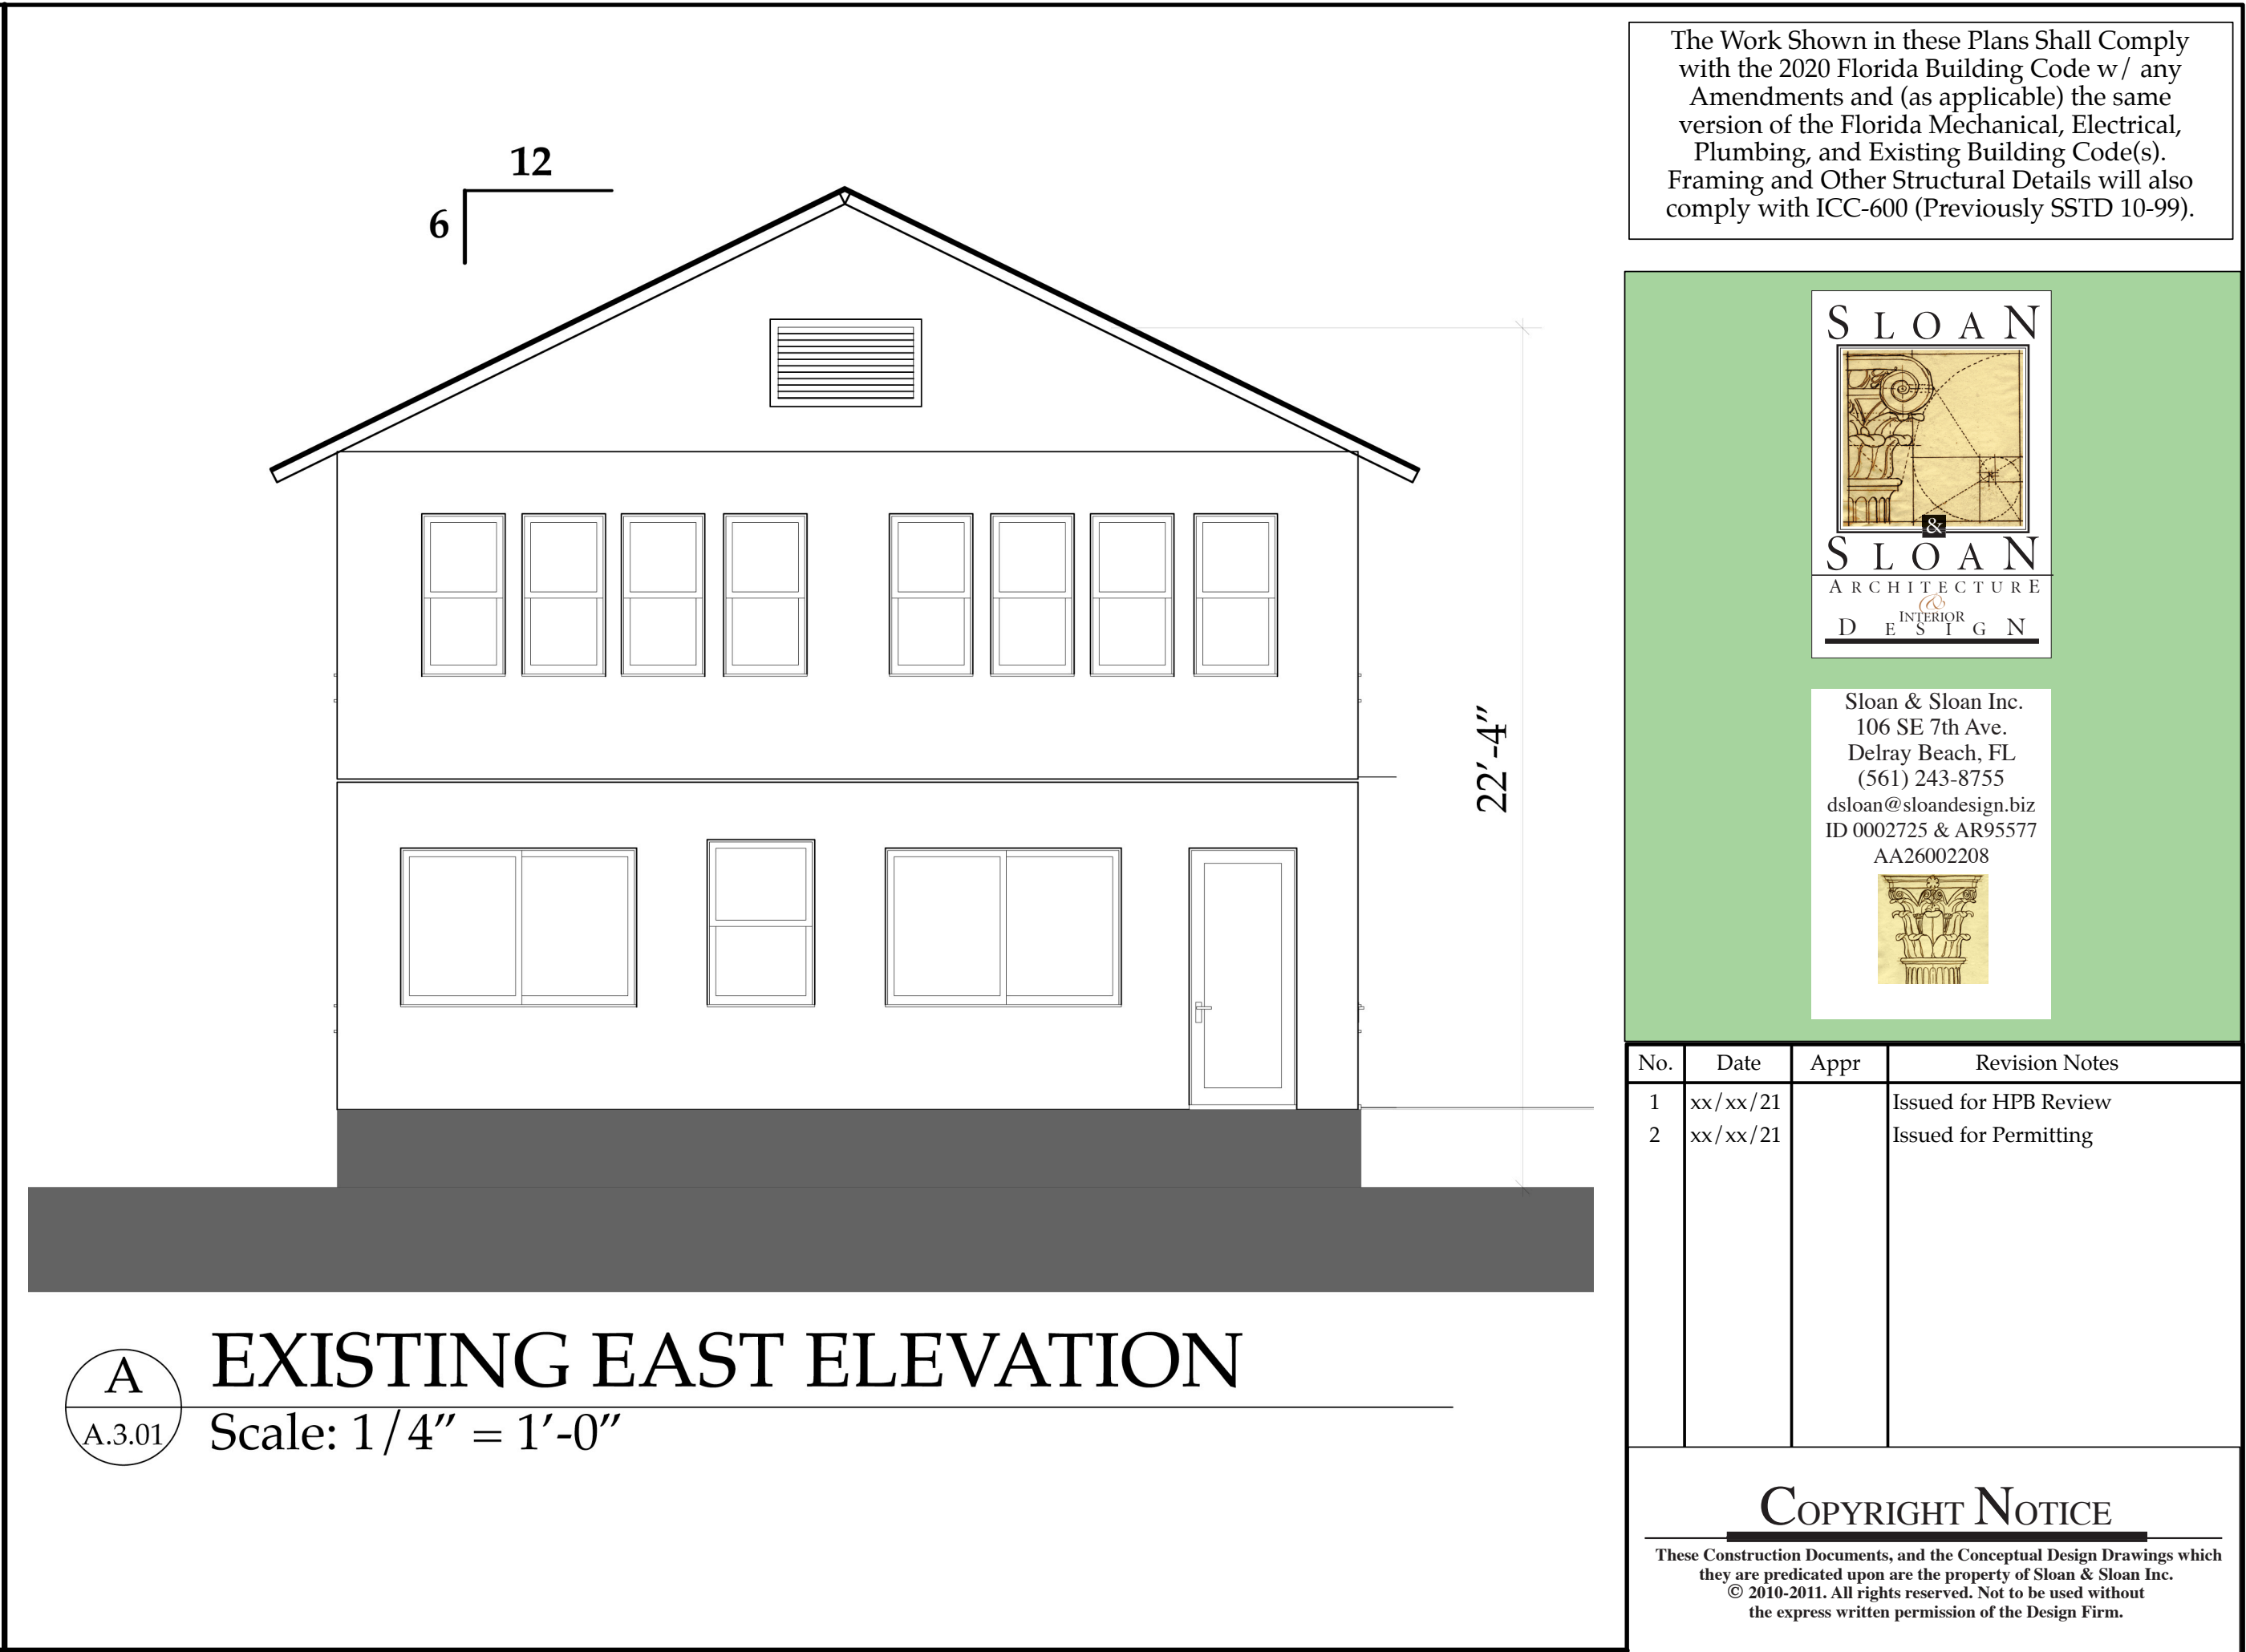 12
6
22'-4"
A
A.3.01
EXISTING EAST ELEVATION
Scale: 1/4" = 1'-0"
The Work Shown in these Plans Shall Comply
with the 2020 Florida Building Code w/ any
Amendments and (as applicable) the same
version of the Florida Mechanical, Electrical,
Plumbing, and Existing Building Code(s).
Framing and Other Structural Details will also
comply with ICC-600 (Previously SSTD 10-99).
SLOAN
&
SLOAN
ARCHITECTURE
&
INTERIOR
DESIGN
Sloan & Sloan Inc.
106 SE 7th Ave.
Delray Beach, FL
(561) 243-8755
dsloan@sloandesign.biz
ID 0002725 & AR95577
AA26002208
No. Date Appr Revision Notes
1 xx/xx/21 Issued for HPB Review
2 xx/xx/21 Issued for Permitting
COPYRIGHT NOTICE
These Construction Documents, and the Conceptual Design Drawings which
they are predicated upon are the property of Sloan & Sloan Inc.
© 2010-2011. All rights reserved. Not to be used without
the express written permission of the Design Firm.